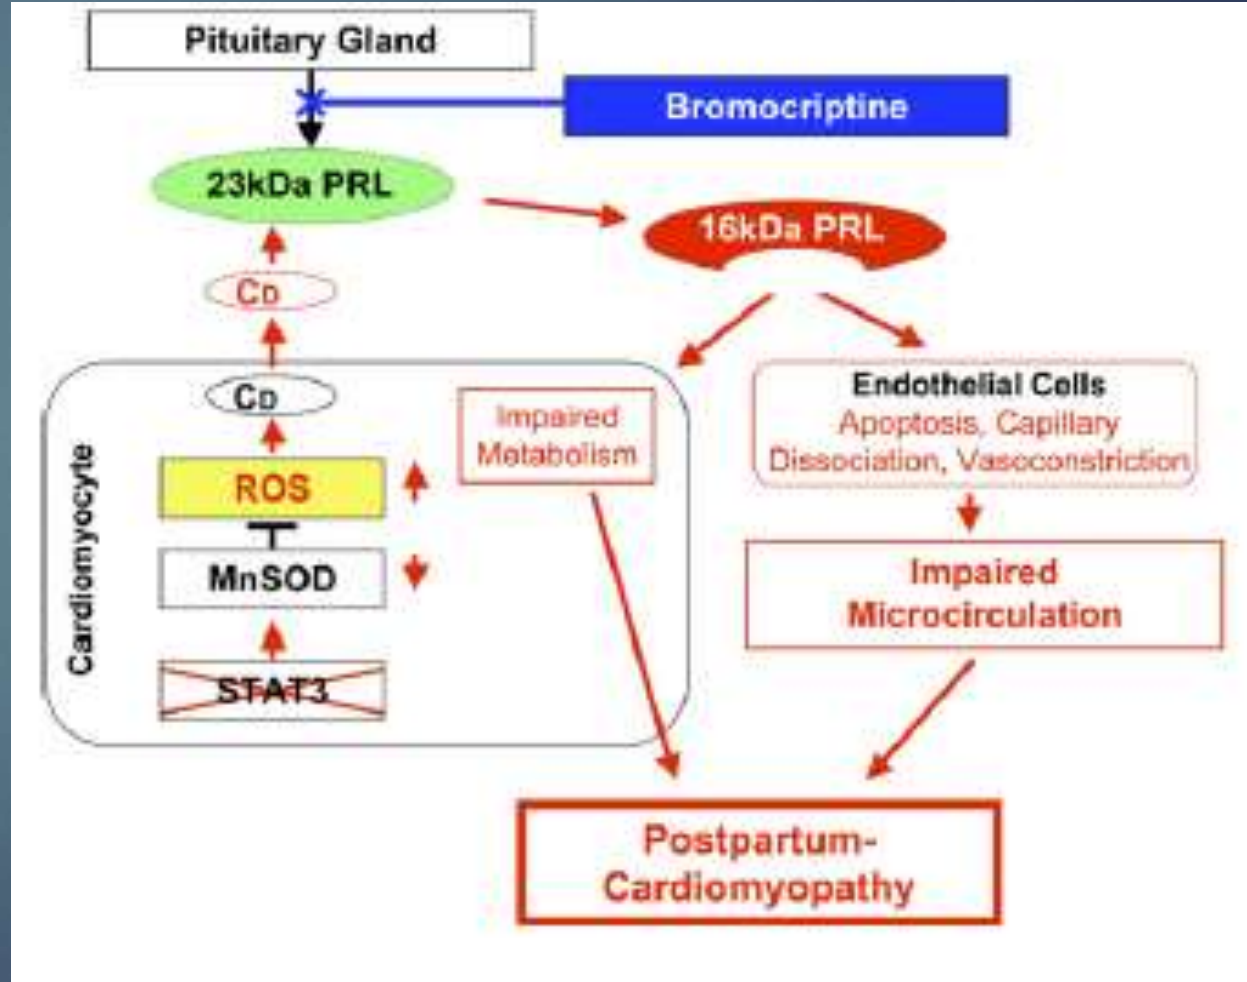 Pituitary Gland
Bromocriptine
23kDa PRL
16kDa PRL
CD
CD
Cardiomyocyte
ROS
MnSOD
STAT3
Impaired
Metabolism
Endothelial Cells
Apoptosis, Capillary
Dissociation, Vasoconstriction
Impaired
Microcirculation
Postpartum-
Cardiomyopathy